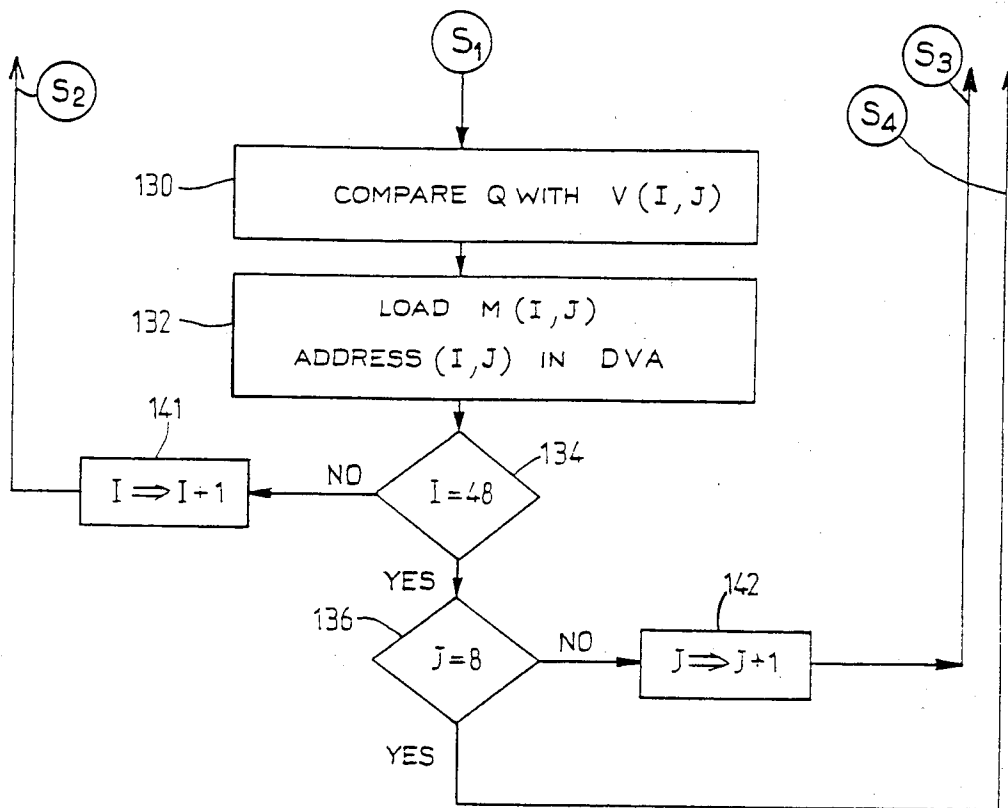 S1
S2
S3
S4
130
COMPARE Q WITH V(I,J)
132
LOAD M(I,J)
ADDRESS (I,J) IN DVA
141
134
NO
I⇒I+1
I=48
YES
142
136
NO
J=8
J⇒J+1
YES